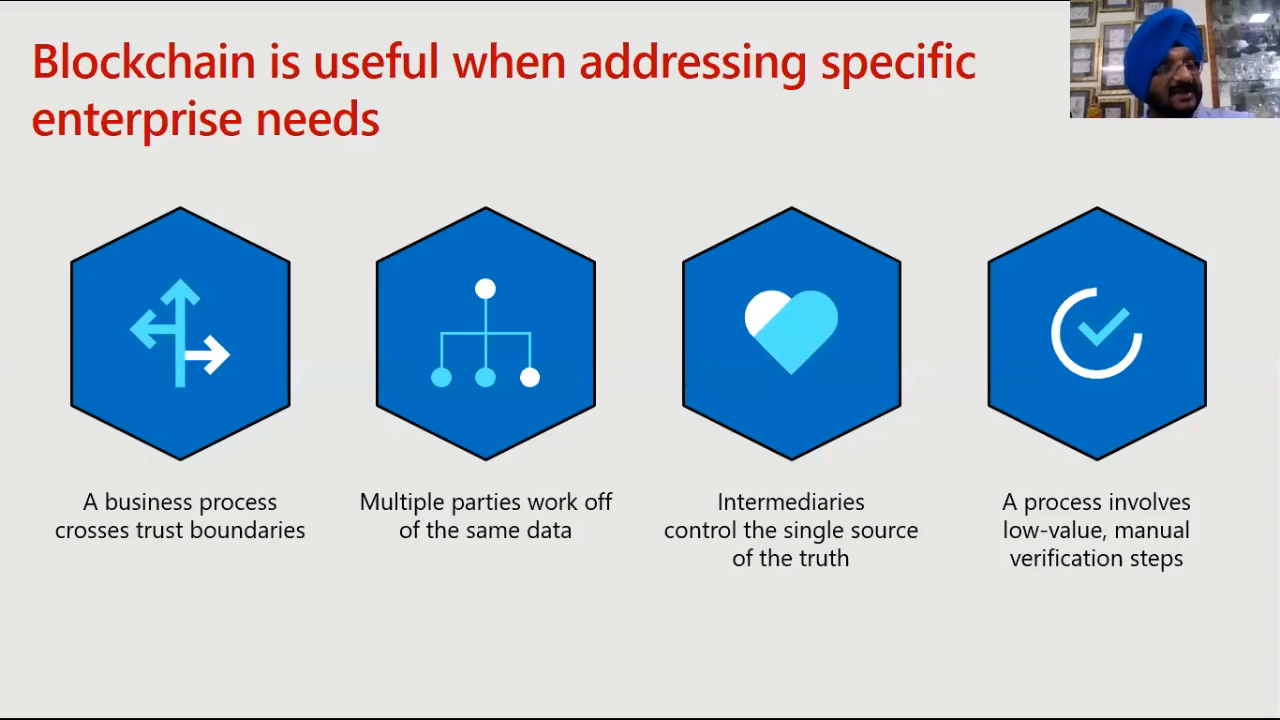 Blockchain is useful when addressing specific
enterprise needs
A business process
crosses trust boundaries
Multiple parties work off
of the same data
Intermediaries
control the single source
of the truth
A process involves
low-value, manual
verification steps